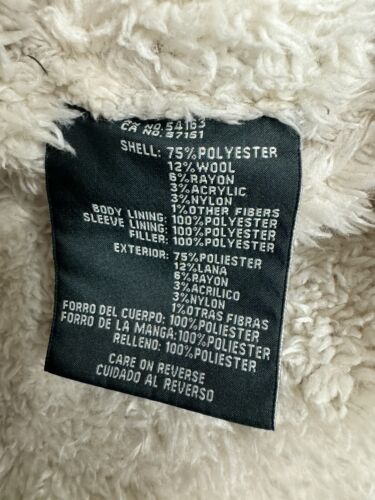 RN NO. 54163
CA NO. 57151
SHELL: 75%POLYESTER
12%WOOL
6%RAYON
3%ACRYLIC
3%NYLON
1%OTHER FIBERS
BODY LINING: 100%POLYESTER
SLEEVE LINING: 100%POLYESTER
FILLER: 100%POLYESTER
EXTERIOR: 75%POLIESTER
12%LANA
6%RAYON
3%ACRILICO
3%NYLON
1%OTRAS FIBRAS
FORRO DEL CUERPO: 100%POLIESTER
FORRO DE LA MANGA: 100%POLIESTER
RELLENO: 100%POLIESTER
CARE ON REVERSE
CUIDADO AL REVERSO